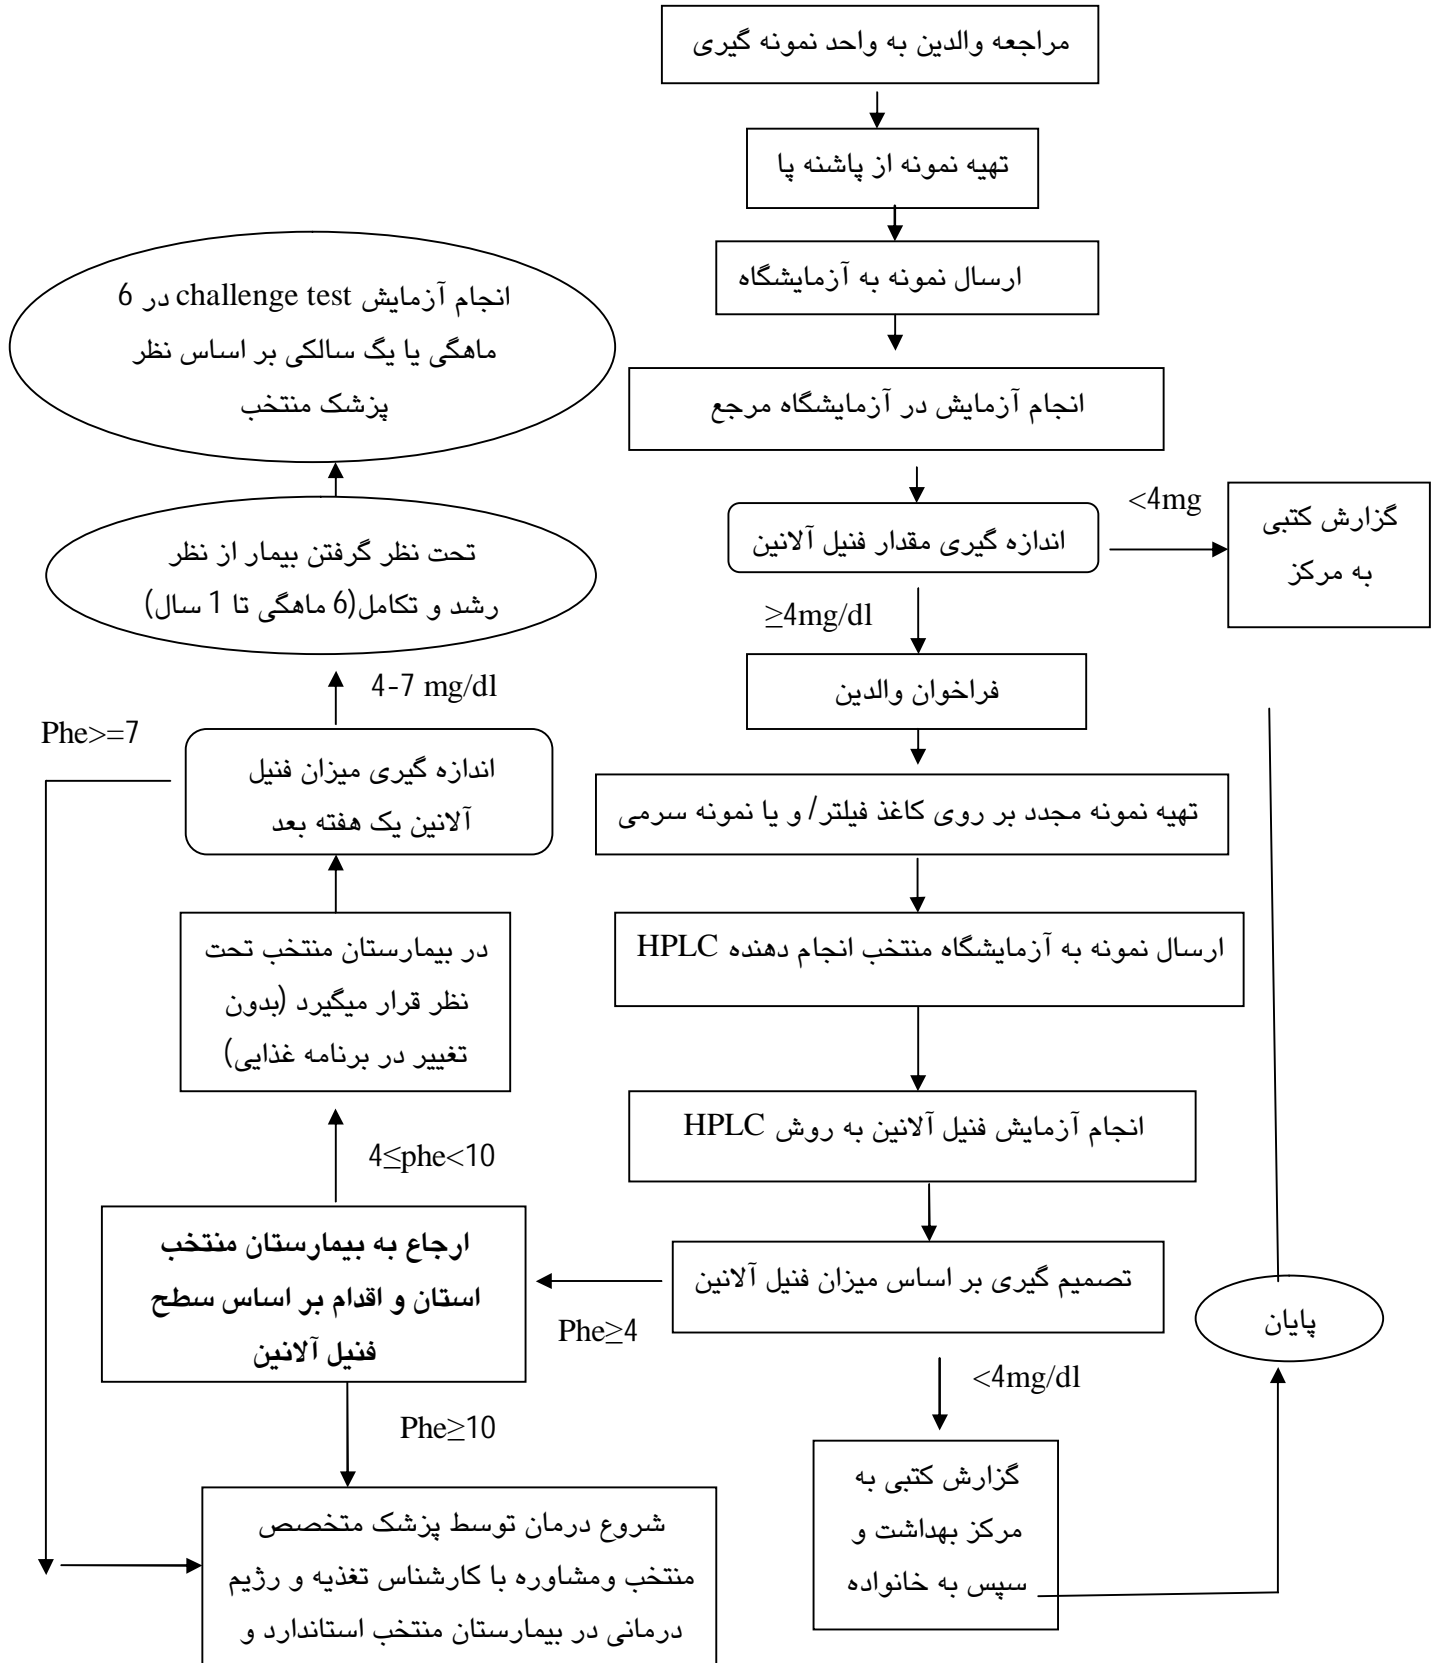 مراجعه والدین به واحد نمونه گیری
تهیه نمونه از پاشنه پا
ارسال نمونه به آزمایشگاه
انجام آزمایش در آزمایشگاه مرجع
اندازه گیری مقدار فنیل آلانین
<4mg
گزارش کتبی
به مرکز
≥4mg/dl
فراخوان والدین
تهیه نمونه مجدد بر روی کاغذ فیلتر/ و یا نمونه سرمی
ارسال نمونه به آزمایشگاه منتخب انجام دهنده HPLC
انجام آزمایش فنیل آلانین به روش HPLC
تصمیم گیری بر اساس میزان فنیل آلانین
<4mg/dl
گزارش کتبی به
مرکز بهداشت و
سپس به خانواده
پایان
Phe≥4
ارجاع به بیمارستان منتخب
استان و اقدام بر اساس سطح
فنیل آلانین
Phe≥10
شروع درمان توسط پزشک متخصص
منتخب ومشاوره با کارشناس تغذیه و رژیم
درمانی در بیمارستان منتخب استاندارد و
4≤phe<10
در بیمارستان منتخب تحت
نظر قرار میگیرد (بدون
تغییر در برنامه غذایی)
اندازه گیری میزان فنیل
آلانین یک هفته بعد
Phe>=7
4-7 mg/dl
تحت نظر گرفتن بیمار از نظر
رشد و تکامل(6 ماهگی تا 1 سال)
انجام آزمایش challenge test در 6
ماهگی یا یگ سالکی بر اساس نظر
پزشک منتخب